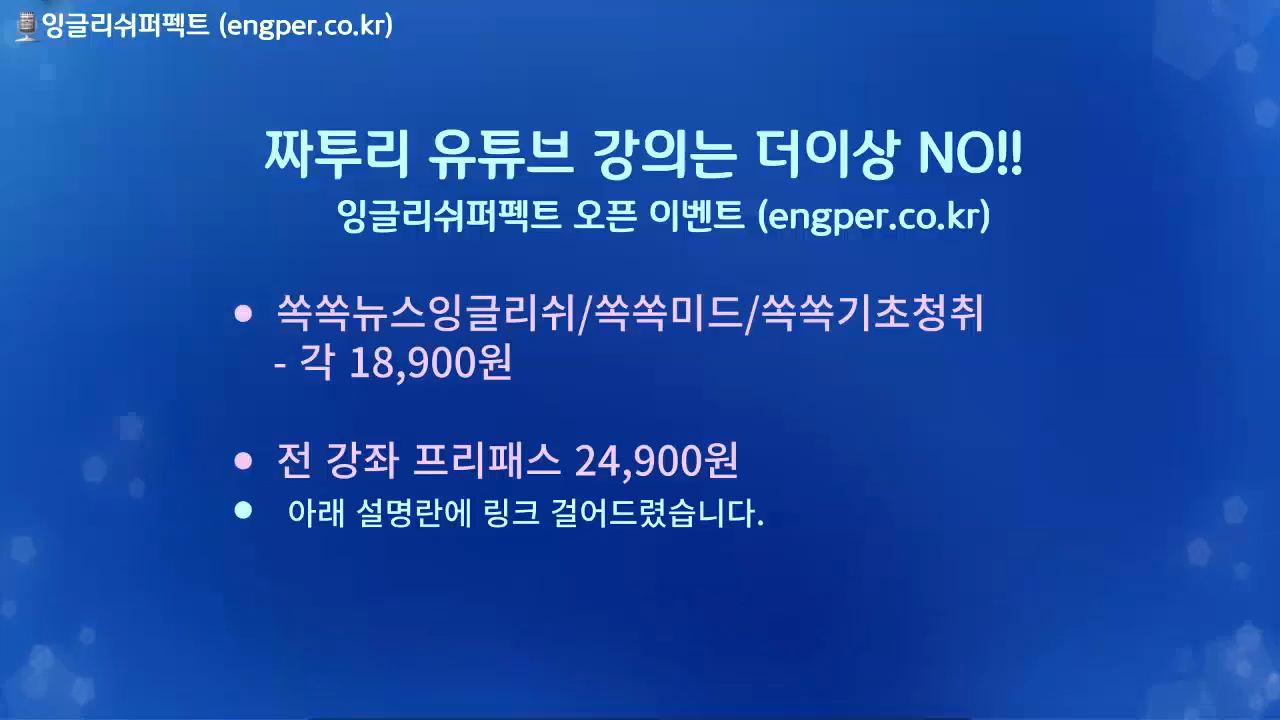 잉글리쉬퍼펙트 (engper.co.kr)
짜투리 유튜브 강의는 더이상 NO!!
잉글리쉬퍼펙트 오픈 이벤트 (engper.co.kr)
● 쏙쏙뉴스잉글리쉬/쏙쏙미드/쏙쏙기초청취
- 각 18,900원
● 전 강좌 프리패스 24,900원
● 아래 설명란에 링크 걸어드렸습니다.